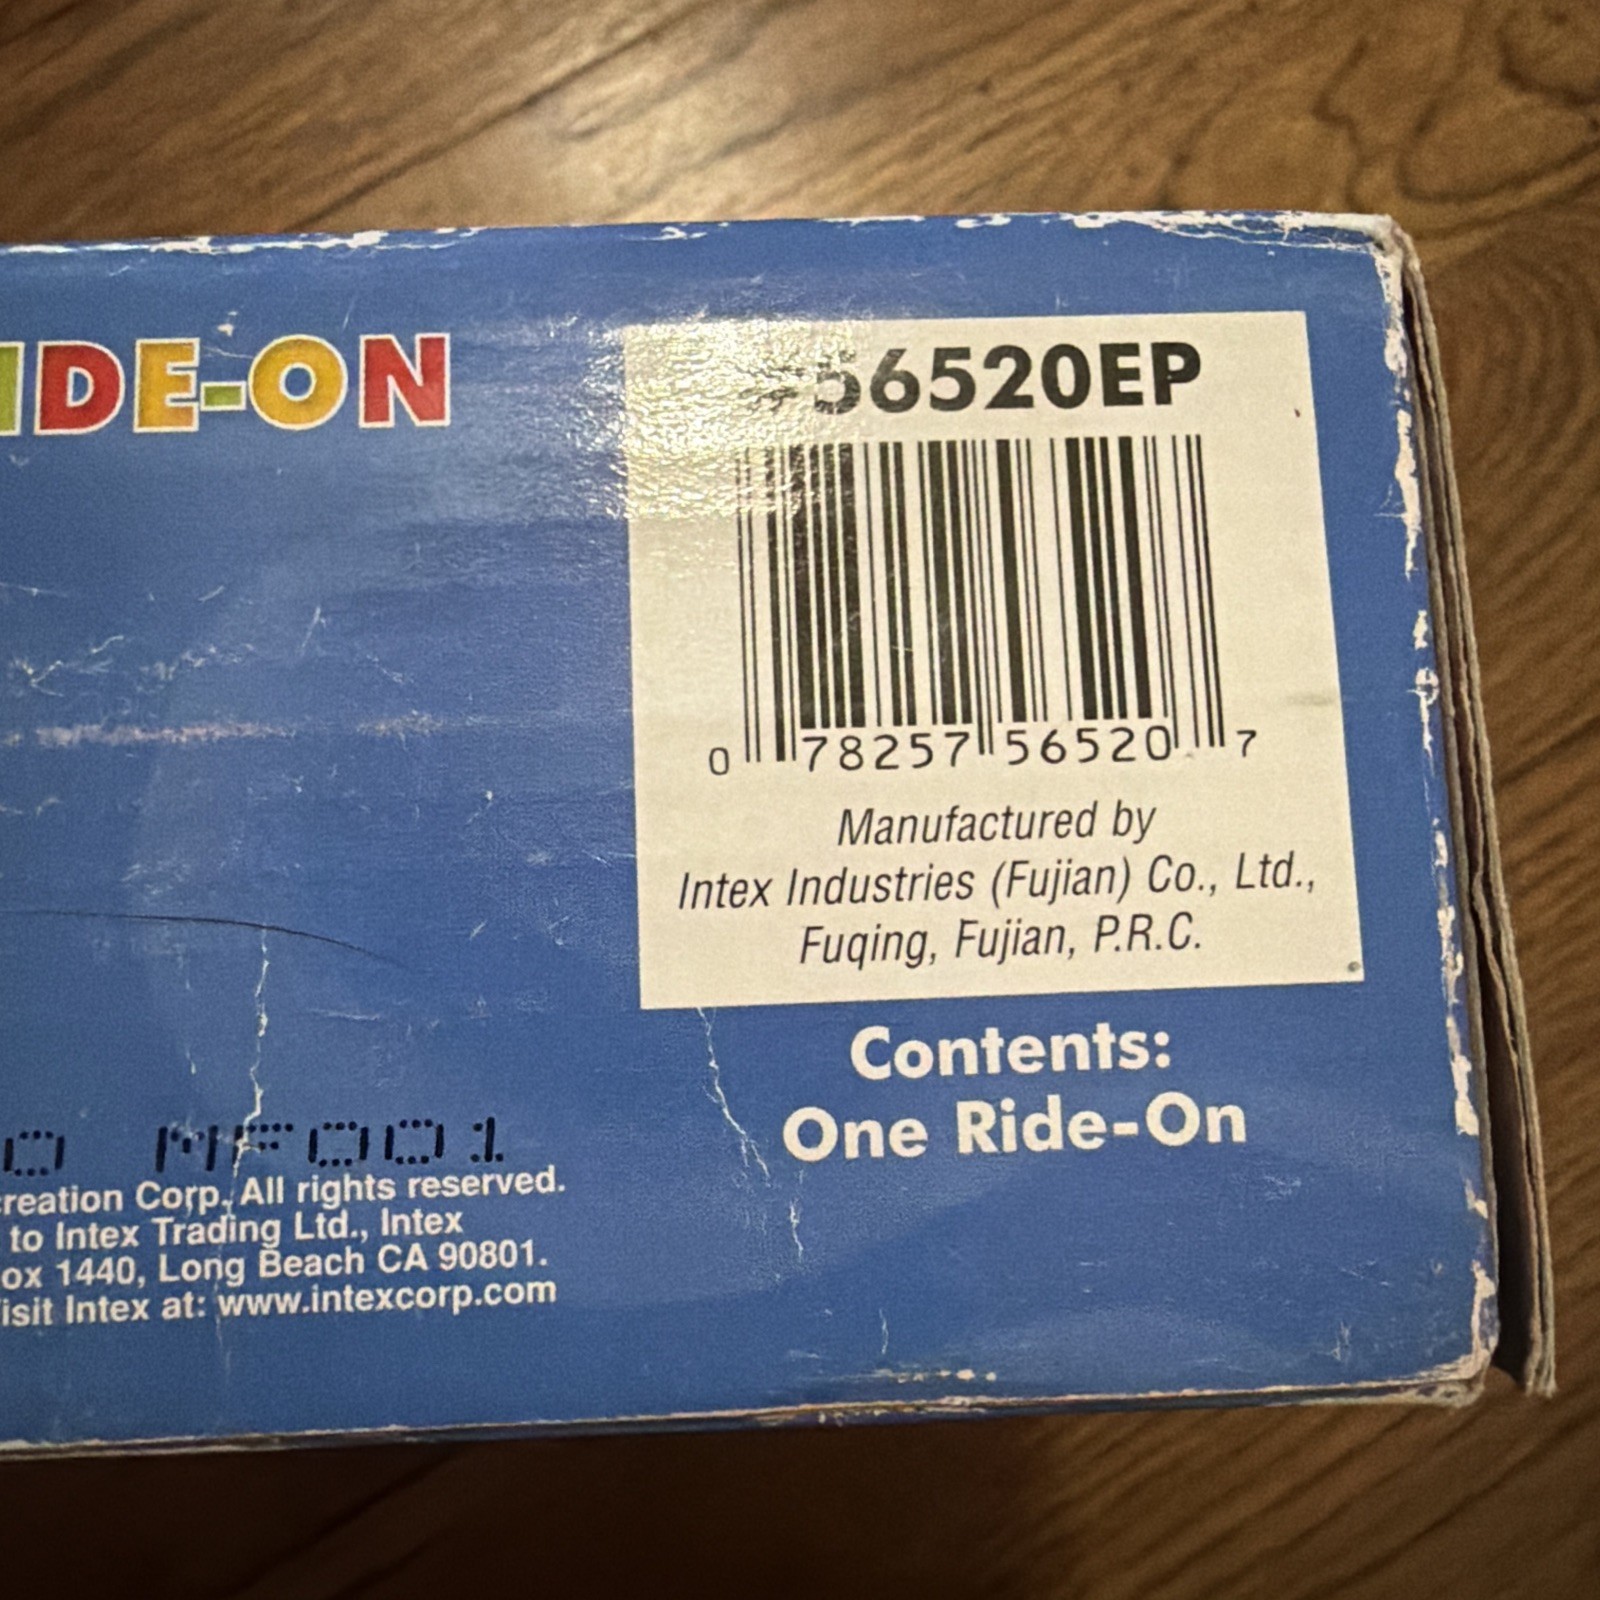 IDE-ON
#56520EP
0 78257 56520 7
Manufactured by
Intex Industries (Fujian) Co., Ltd.,
Fuqing, Fujian, P.R.C.
Contents:
One Ride-On
0 MF001
creation Corp. All rights reserved.
to Intex Trading Ltd., Intex
ox 1440, Long Beach CA 90801.
isit Intex at: www.intexcorp.com